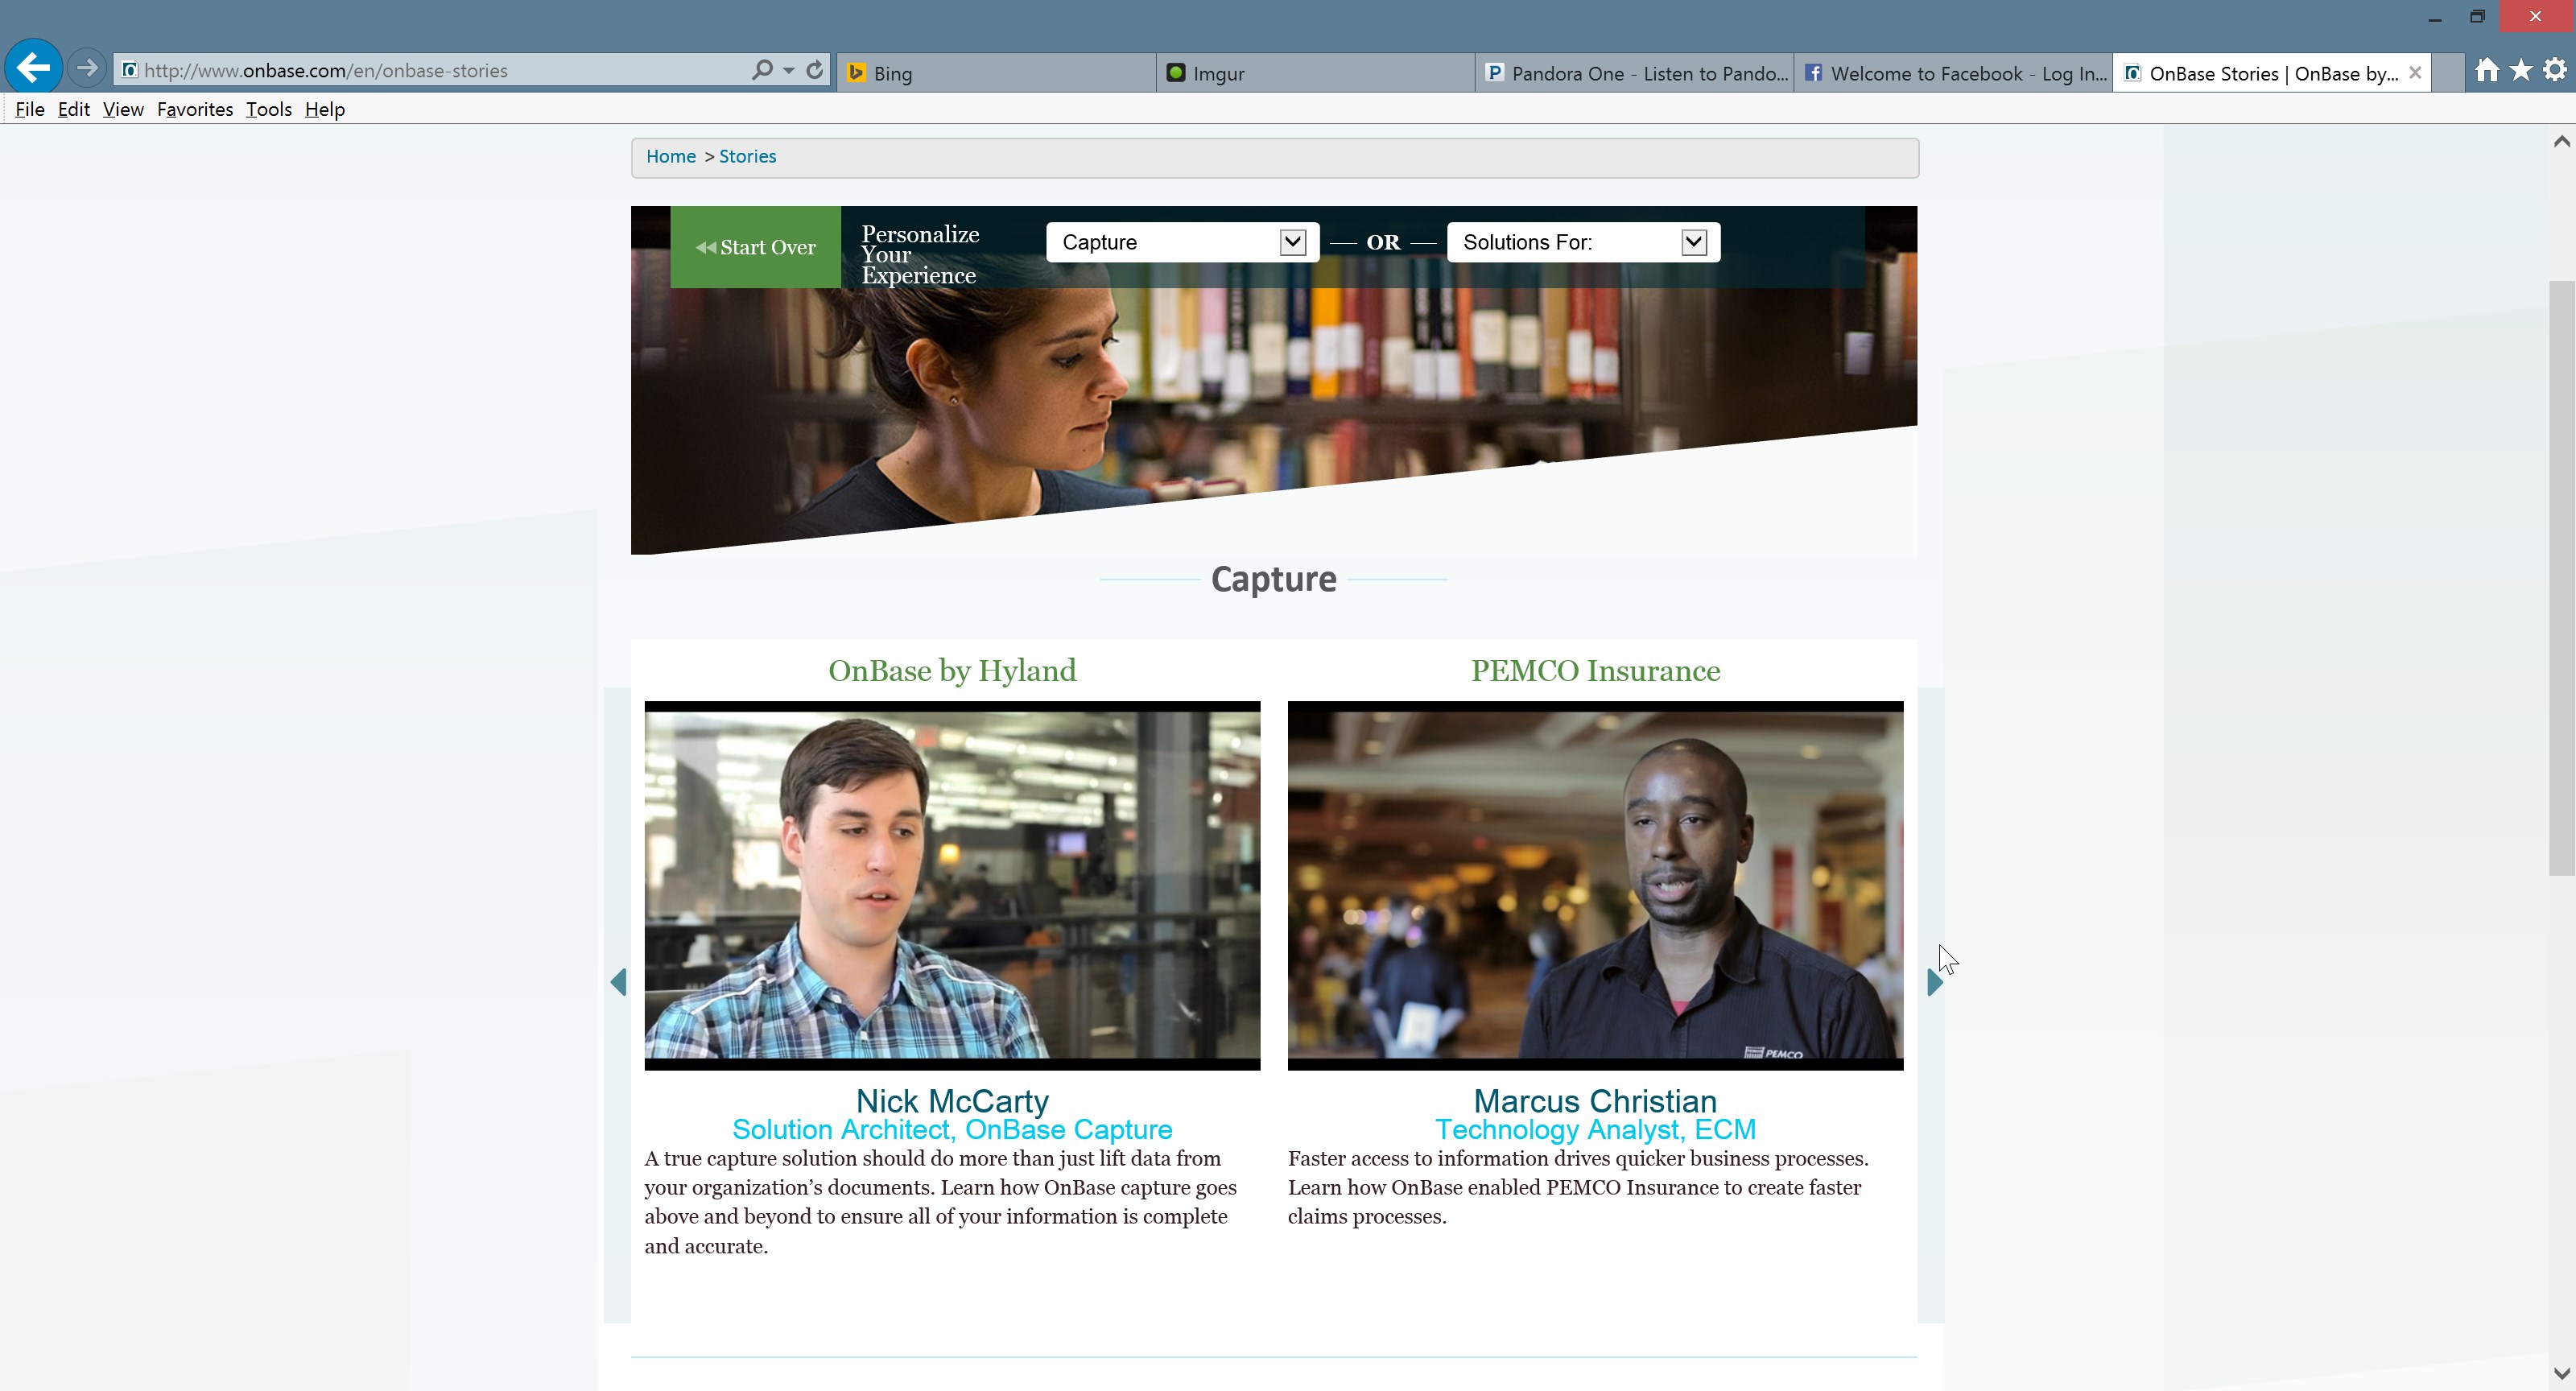 http://www.onbase.com/en/onbase-stories
Bing
Imgur
Pandora One - Listen to Pando...
Welcome to Facebook - Log In...
OnBase Stories | OnBase by...
File Edit View Favorites Tools Help
Home > Stories
Start Over
Personalize
Your
Experience
Capture
OR
Solutions For:
Capture
OnBase by Hyland
PEMCO Insurance
PEMCO
Nick McCarty
Solution Architect, OnBase Capture
A true capture solution should do more than just lift data from
your organization’s documents. Learn how OnBase capture goes
above and beyond to ensure all of your information is complete
and accurate.
Marcus Christian
Technology Analyst, ECM
Faster access to information drives quicker business processes.
Learn how OnBase enabled PEMCO Insurance to create faster
claims processes.